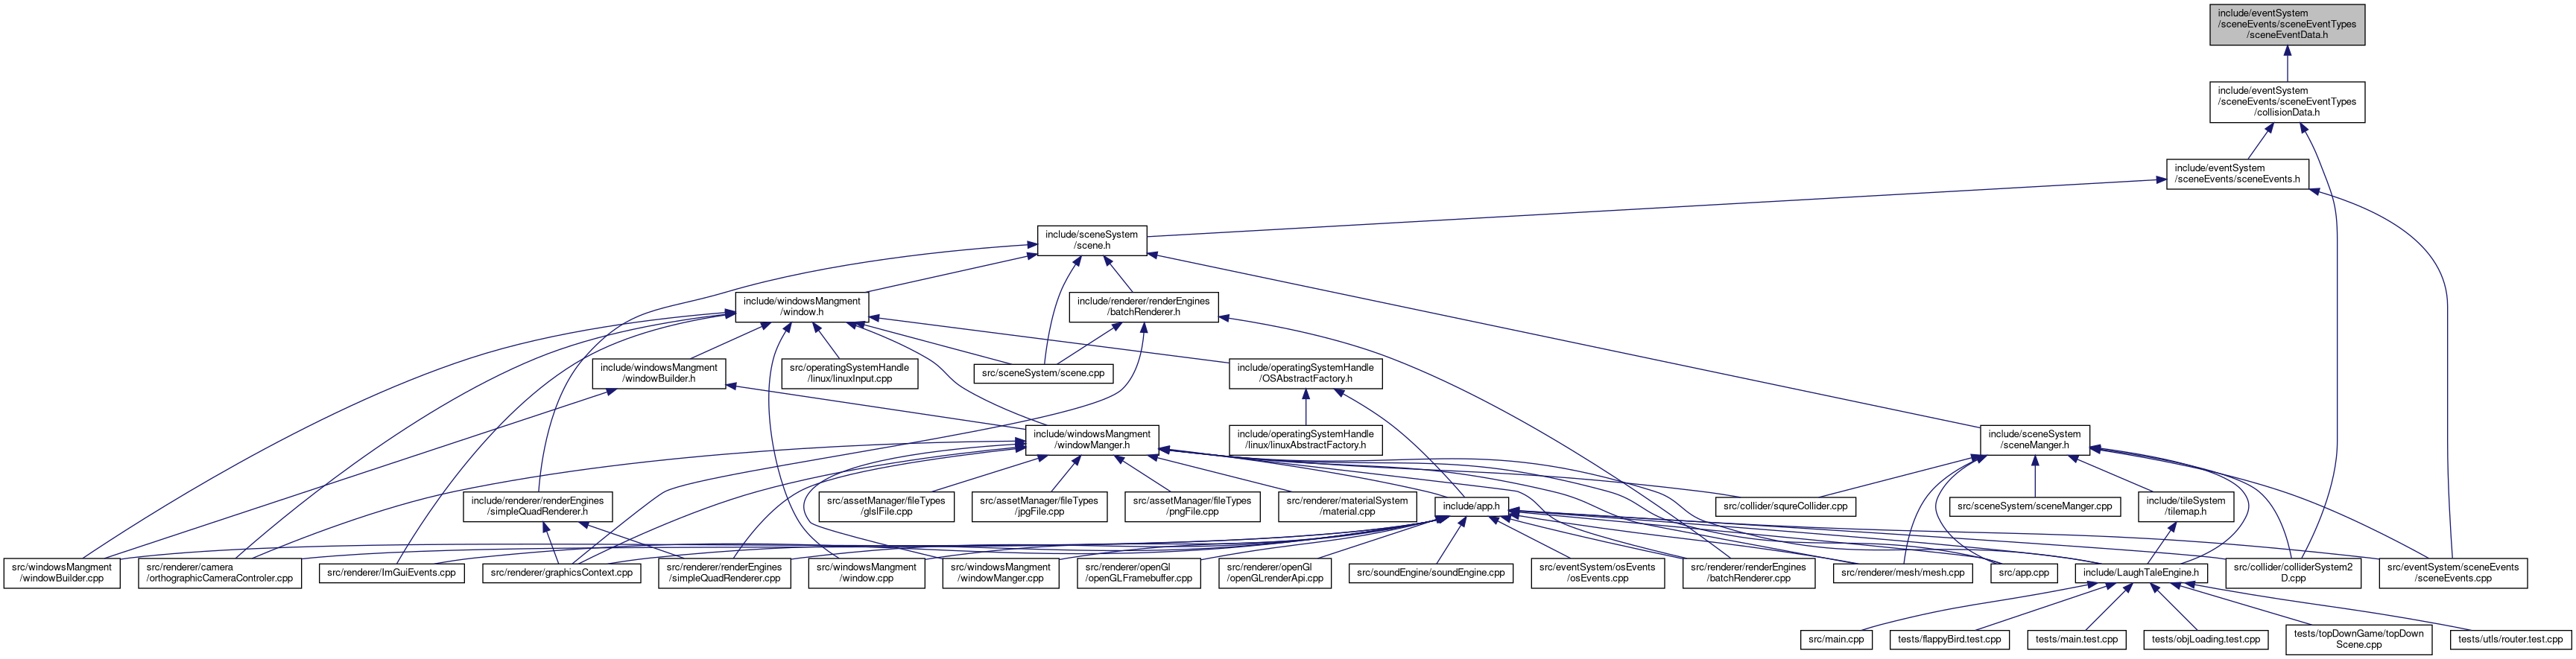 include/eventSystem
/sceneEvents/sceneEventTypes
/sceneEventData.h
include/eventSystem
/sceneEvents/sceneEventTypes
/collisionData.h
include/eventSystem
/sceneEvents/sceneEvents.h
include/sceneSystem
/scene.h
include/windowsMangment
/window.h
include/renderer/renderEngines
/batchRenderer.h
include/windowsMangment
/windowBuilder.h
src/operatingSystemHandle
/linux/linuxInput.cpp
src/sceneSystem/scene.cpp
include/operatingSystemHandle
/OSAbstractFactory.h
include/windowsMangment
/windowManger.h
include/operatingSystemHandle
/linux/linuxAbstractFactory.h
include/sceneSystem
/sceneManger.h
include/renderer/renderEngines
/simpleQuadRenderer.h
src/assetManager/fileTypes
/glslFile.cpp
src/assetManager/fileTypes
/jpgFile.cpp
src/assetManager/fileTypes
/pngFile.cpp
src/renderer/materialSystem
/material.cpp
include/app.h
src/collider/squreCollider.cpp
src/sceneSystem/sceneManger.cpp
include/tileSystem
/tilemap.h
src/windowsMangment
/windowBuilder.cpp
src/renderer/camera
/orthographicCameraControler.cpp
src/renderer/ImGuiEvents.cpp
src/renderer/graphicsContext.cpp
src/renderer/renderEngines
/simpleQuadRenderer.cpp
src/windowsMangment
/window.cpp
src/windowsMangment
/windowManger.cpp
src/renderer/openGl
/openGLFramebuffer.cpp
src/renderer/openGl
/openGLrenderApi.cpp
src/soundEngine/soundEngine.cpp
src/eventSystem/osEvents
/osEvents.cpp
src/renderer/renderEngines
/batchRenderer.cpp
src/renderer/mesh/mesh.cpp
src/app.cpp
include/LaughTaleEngine.h
src/collider/colliderSystem2
D.cpp
src/eventSystem/sceneEvents
/sceneEvents.cpp
src/main.cpp
tests/flappyBird.test.cpp
tests/main.test.cpp
tests/objLoading.test.cpp
tests/topDownGame/topDown
Scene.cpp
tests/utls/router.test.cpp